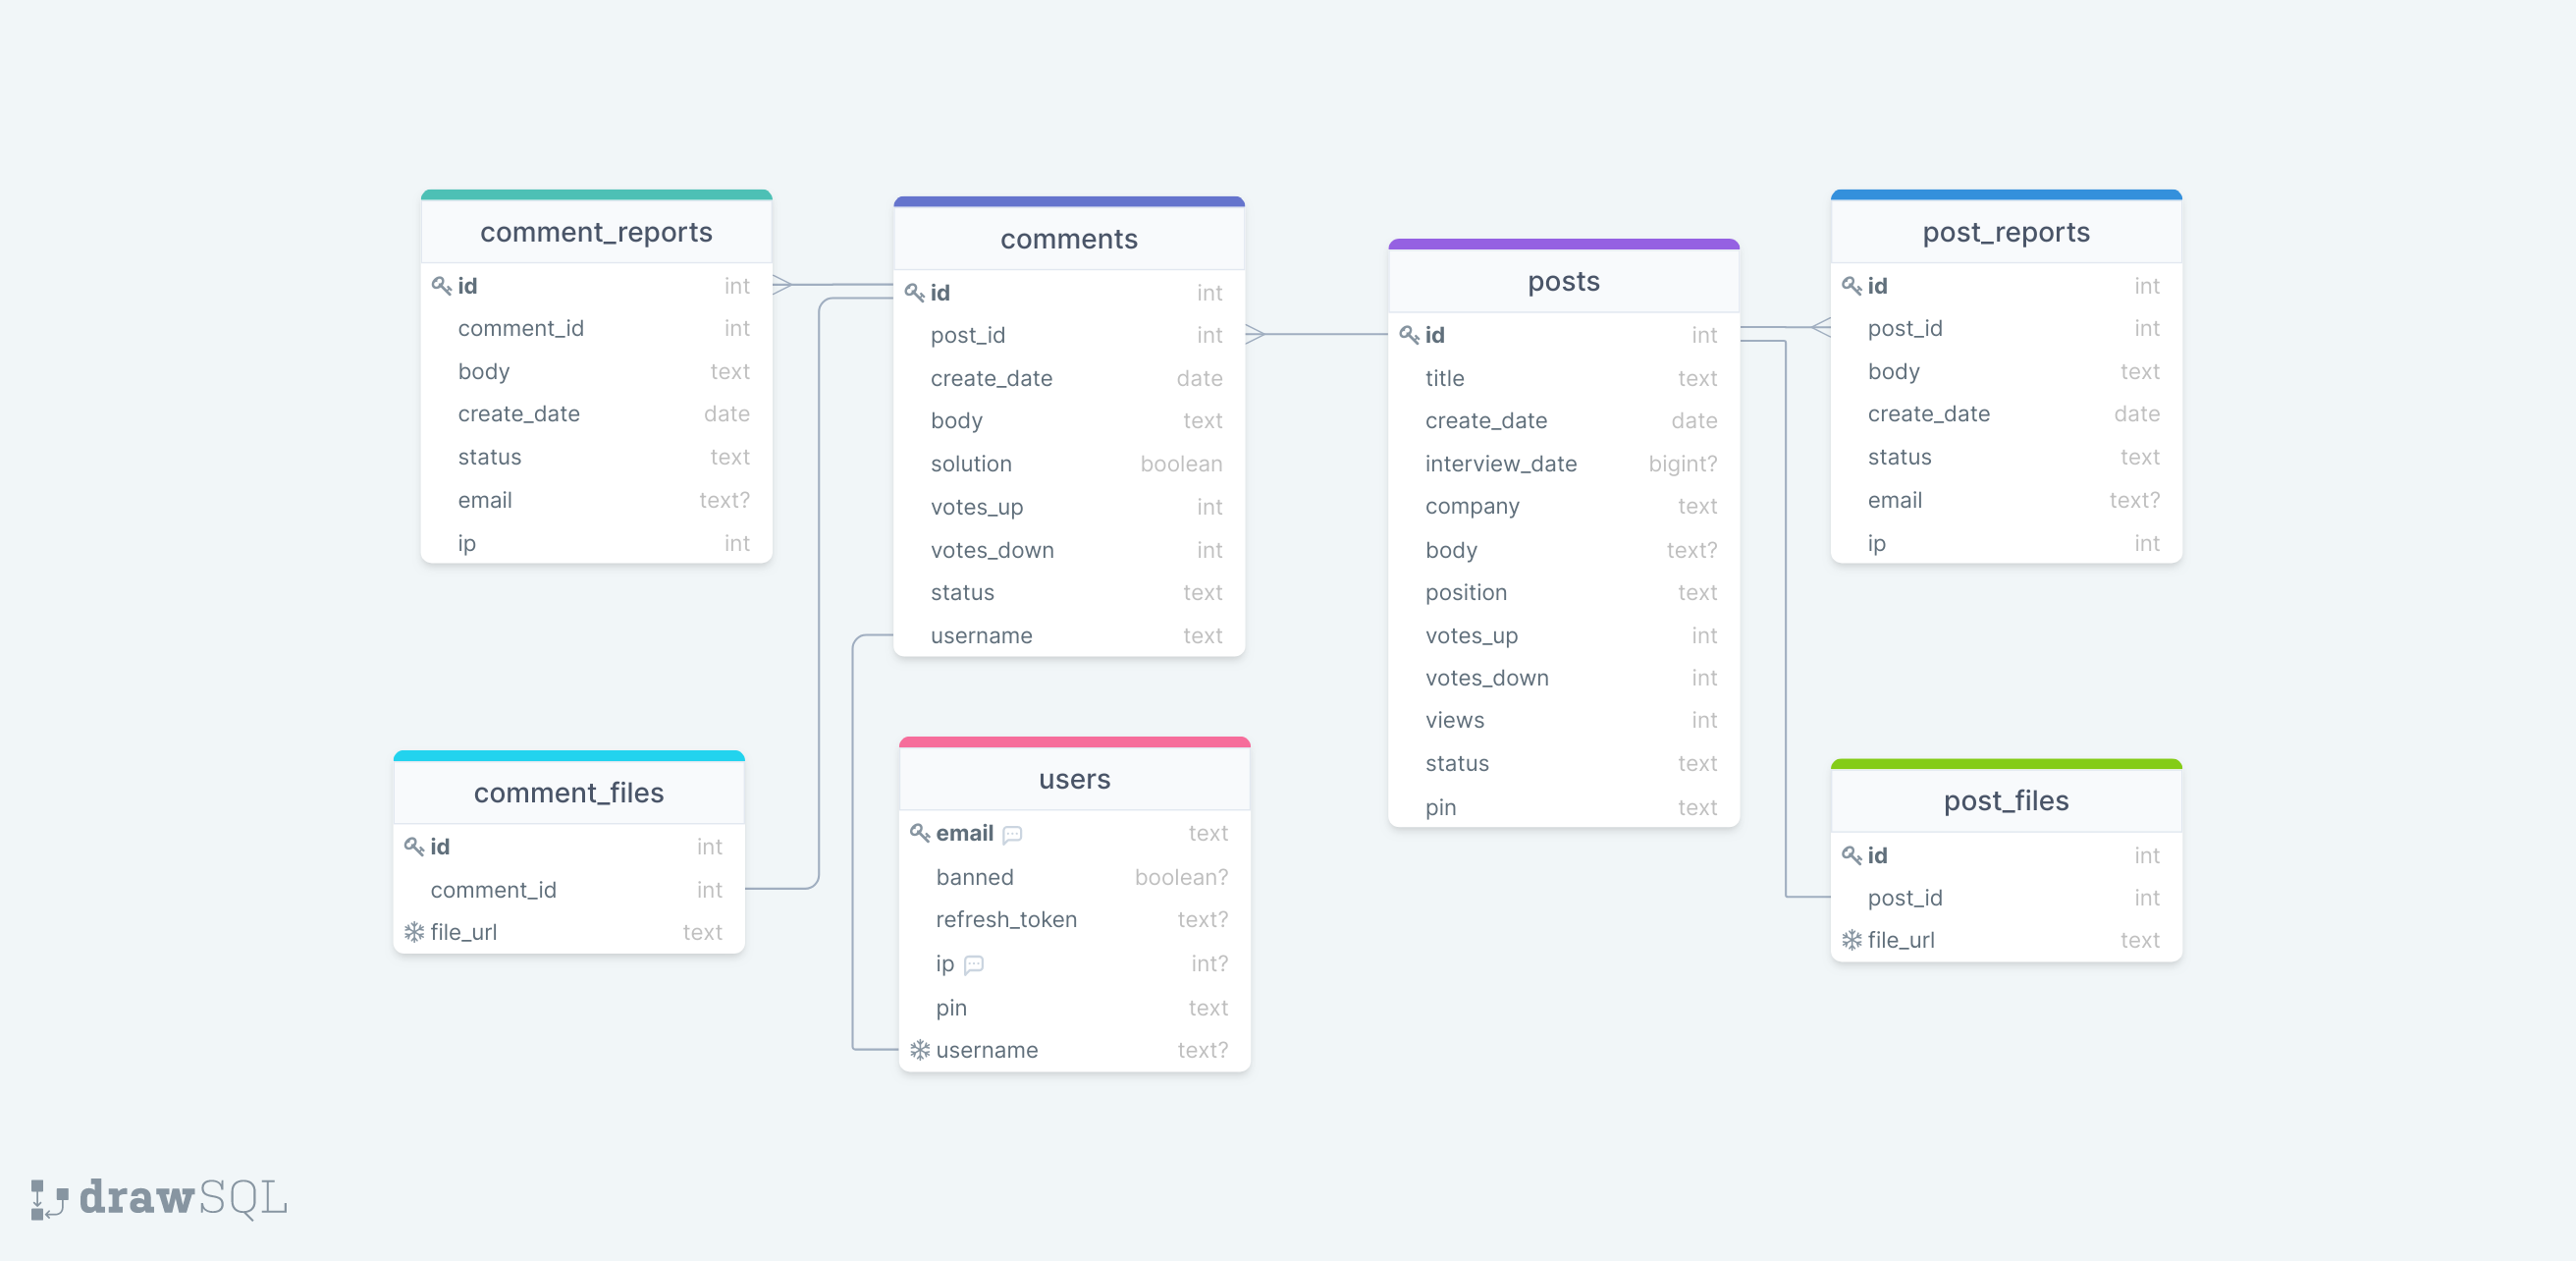 comment_reports
id int
comment_id int
body text
create_date date
status text
email text?
ip int
comments
id int
post_id int
create_date date
body text
solution boolean
votes_up int
votes_down int
status text
username text
posts
id int
title text
create_date date
interview_date bigint?
company text
body text?
position text
votes_up int
votes_down int
views int
status text
pin text
post_reports
id int
post_id int
body text
create_date date
status text
email text?
ip int
comment_files
id int
comment_id int
file_url text
users
email text
banned boolean?
refresh_token text?
ip int?
pin text
username text?
post_files
id int
post_id int
file_url text
drawSQL